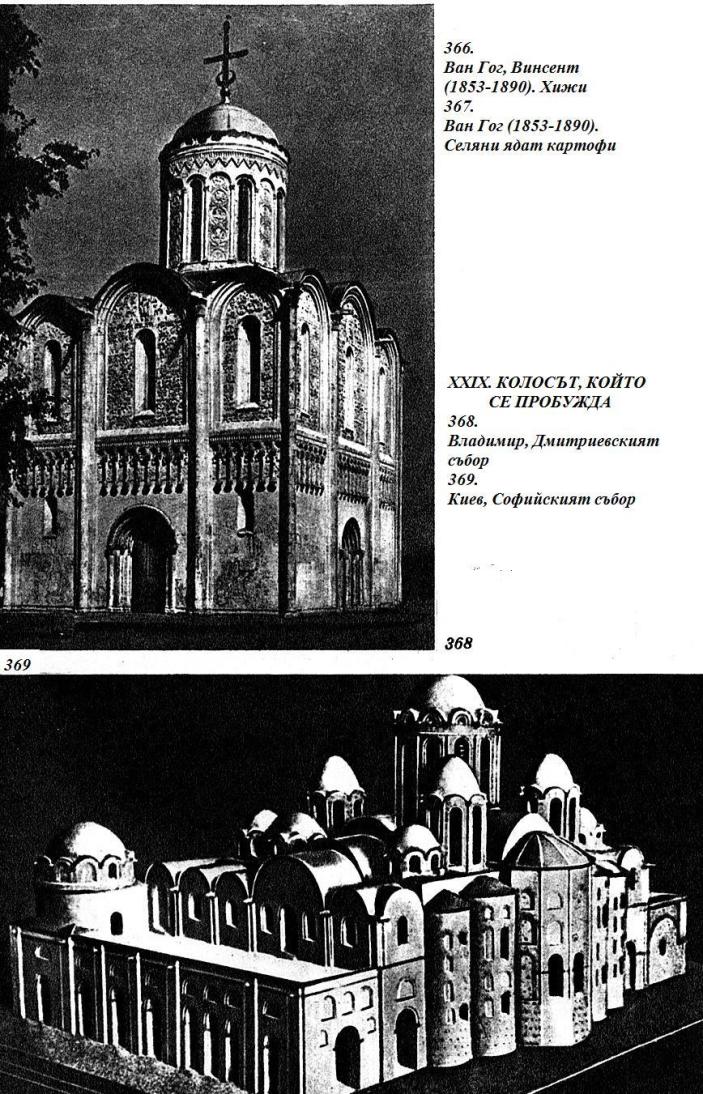 366.
Ван Гог, Винсент
(1853-1890). Хижи
367.
Ван Гог (1853-1890).
Селяни ядат картофи
XXIX. КОЛОСЪТ, КОЙТО
СЕ ПРОБУЖДА
368.
Владимир, Дмитриевският
събор
369.
Киев, Софийският събор
368
369